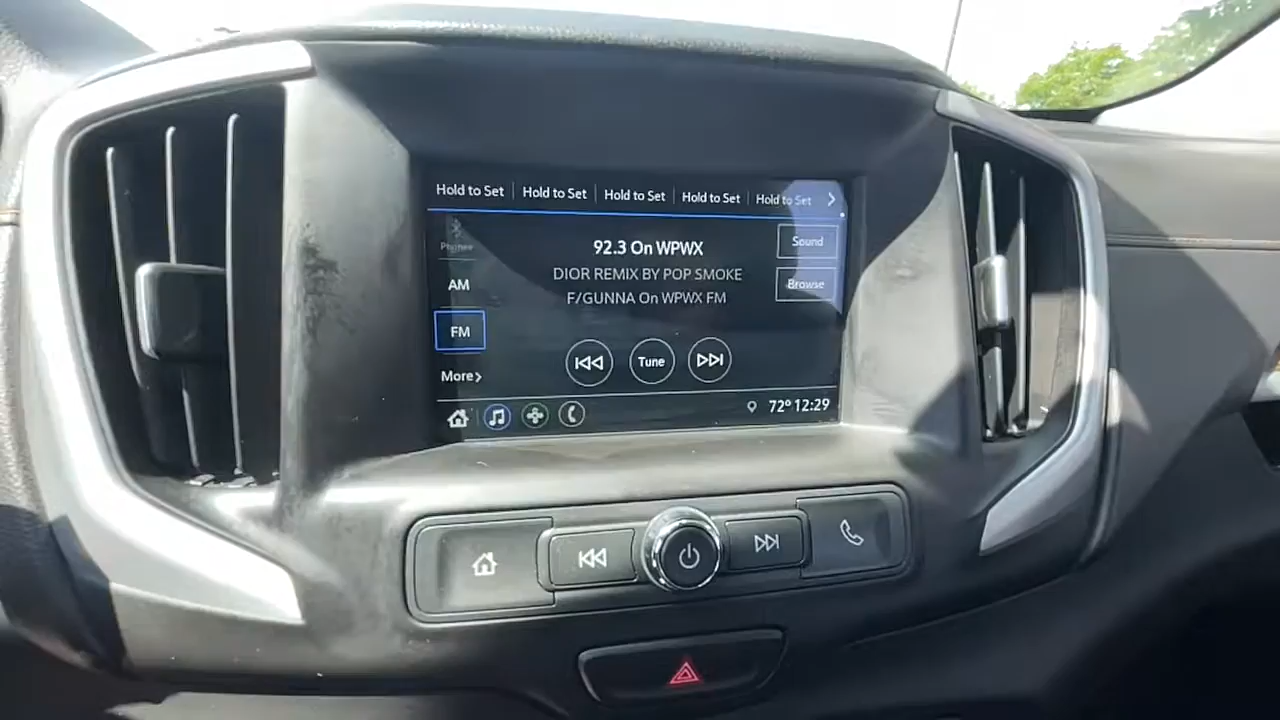 Hold to Set Hold to Set Hold to Set Hold to Set Hold to Set
Phones
Sound
92.3 On WPWX
DIOR REMIX BY POP SMOKE
F/GUNNA On WPWX FM
Browse
AM
FM
Tune
More
72° 12:29